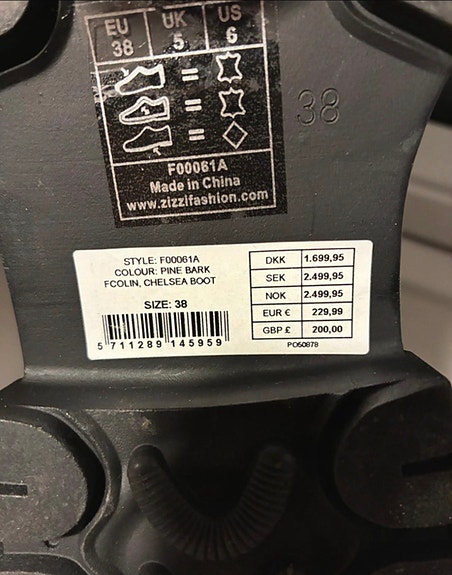 EU UK US
38 5 6
=
=
=
F00061A
Made in China
www.zizzifashion.com
38
STYLE: F00061A
COLOUR: PINE BARK
FCOLIN, CHELSEA BOOT
SIZE: 38
5 711289 145959
DKK 1.699,95
SEK 2.499,95
NOK 2.499,95
EUR € 229,99
GBP £ 200,00
PO50878